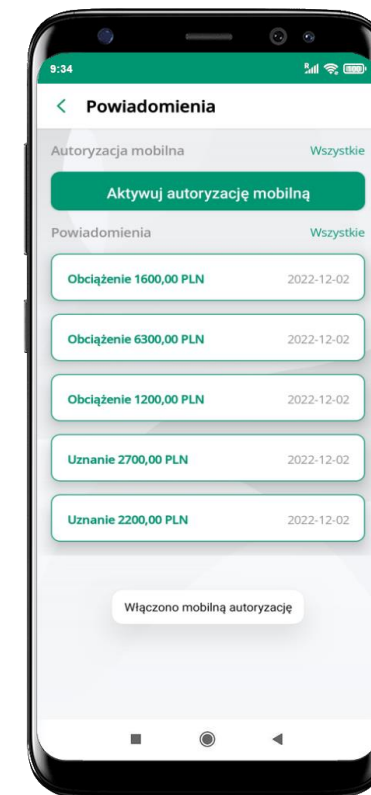 9:34
Powiadomienia
Autoryzacja mobilna Wszystkie
Aktywuj autoryzację mobilną
Powiadomienia Wszystkie
Obciążenie 1600,00 PLN 2022-12-02
Obciążenie 6300,00 PLN 2022-12-02
Obciążenie 1200,00 PLN 2022-12-02
Uznanie 2700,00 PLN 2022-12-02
Uznanie 2200,00 PLN 2022-12-02
Włączono mobilną autoryzację